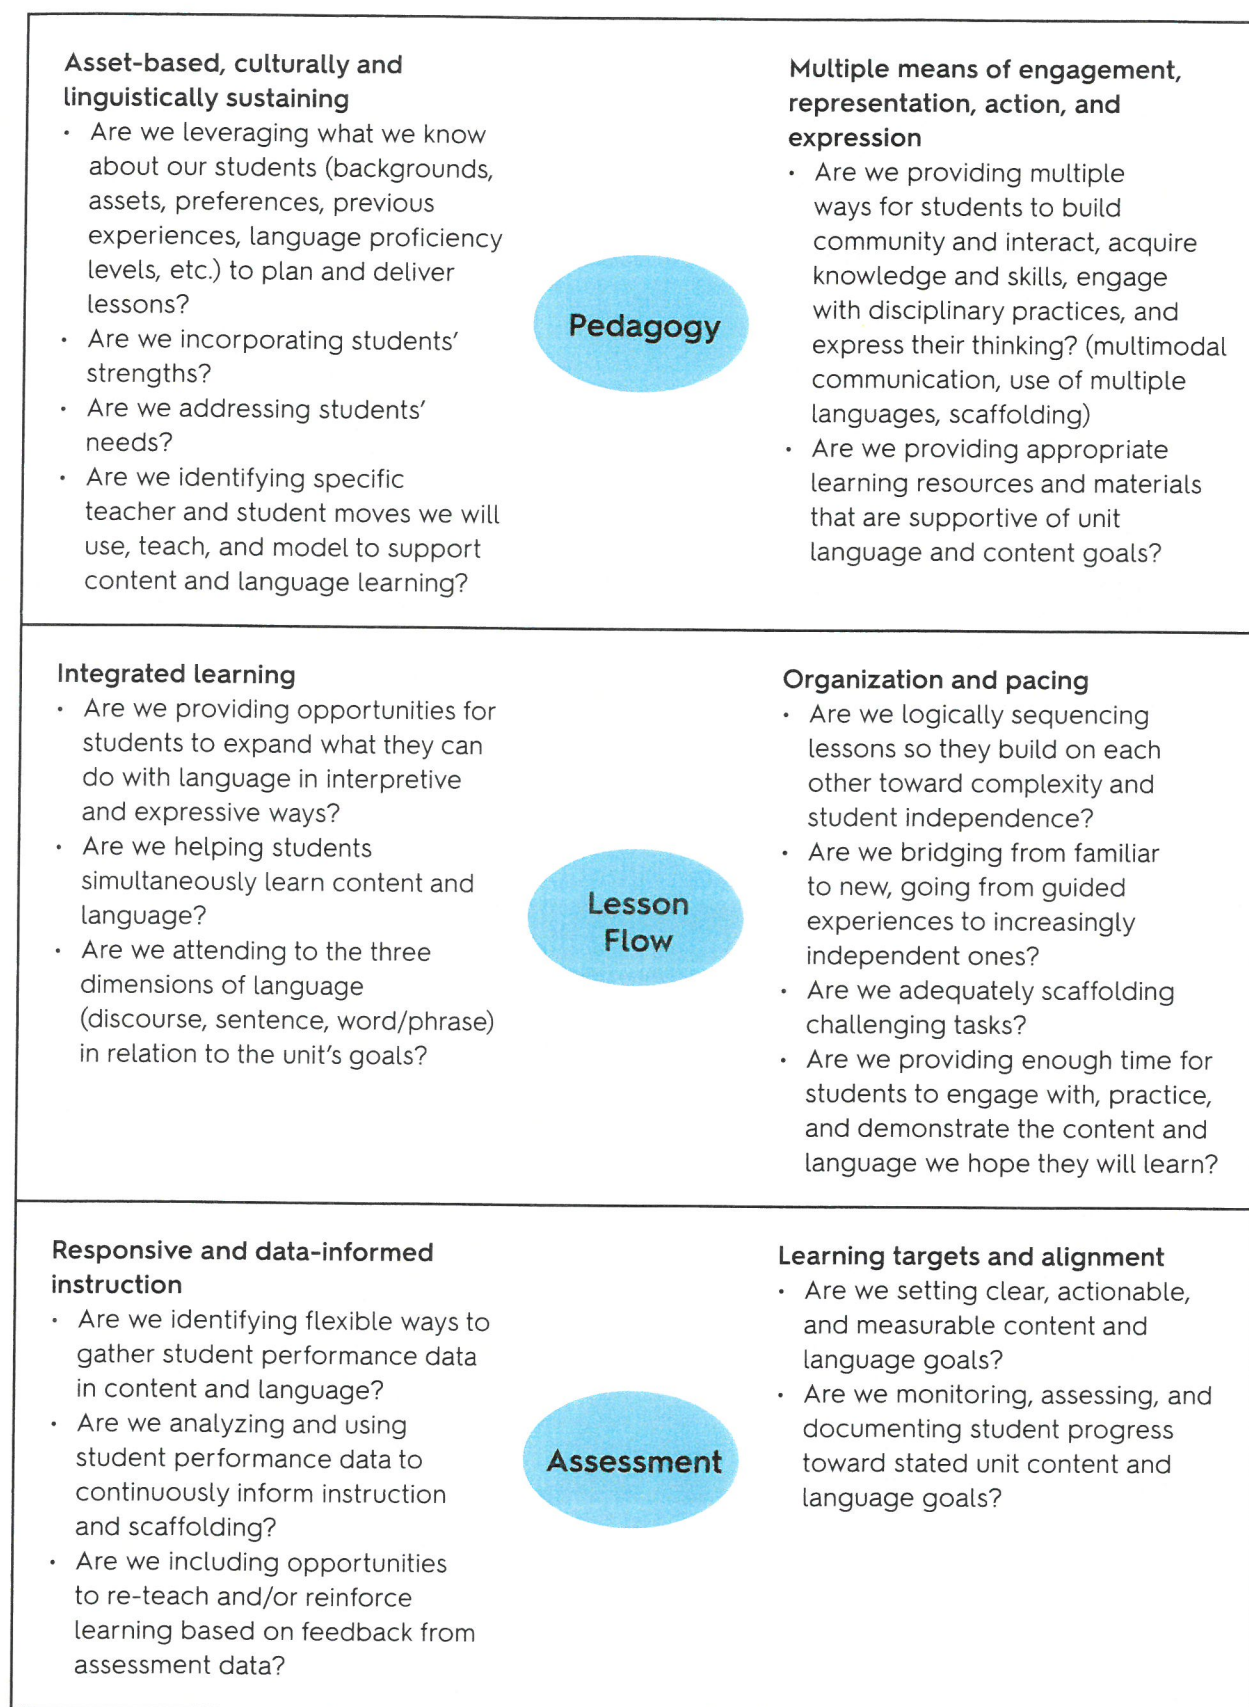 Asset-based, culturally and
linguistically sustaining
· Are we leveraging what we know
about our students (backgrounds,
assets, preferences, previous
experiences, language proficiency
levels, etc.) to plan and deliver
lessons?
· Are we incorporating students'
strengths?
· Are we addressing students'
needs?
· Are we identifying specific
teacher and student moves we will
use, teach, and model to support
content and language learning?
Pedagogy
Multiple means of engagement,
representation, action, and
expression
· Are we providing multiple
ways for students to build
community and interact, acquire
knowledge and skills, engage
with disciplinary practices, and
express their thinking? (multimodal
communication, use of multiple
languages, scaffolding)
· Are we providing appropriate
learning resources and materials
that are supportive of unit
language and content goals?
Integrated learning
· Are we providing opportunities for
students to expand what they can
do with language in interpretive
and expressive ways?
· Are we helping students
simultaneously learn content and
language?
· Are we attending to the three
dimensions of language
(discourse, sentence, word/phrase)
in relation to the unit's goals?
Lesson
Flow
Organization and pacing
· Are we logically sequencing
lessons so they build on each
other toward complexity and
student independence?
· Are we bridging from familiar
to new, going from guided
experiences to increasingly
independent ones?
· Are we adequately scaffolding
challenging tasks?
· Are we providing enough time for
students to engage with, practice,
and demonstrate the content and
language we hope they will learn?
Responsive and data-informed
instruction
· Are we identifying flexible ways to
gather student performance data
in content and language?
· Are we analyzing and using
student performance data to
continuously inform instruction
and scaffolding?
· Are we including opportunities
to re-teach and/or reinforce
learning based on feedback from
assessment data?
Assessment
Learning targets and alignment
· Are we setting clear, actionable,
and measurable content and
language goals?
· Are we monitoring, assessing, and
documenting student progress
toward stated unit content and
language goals?